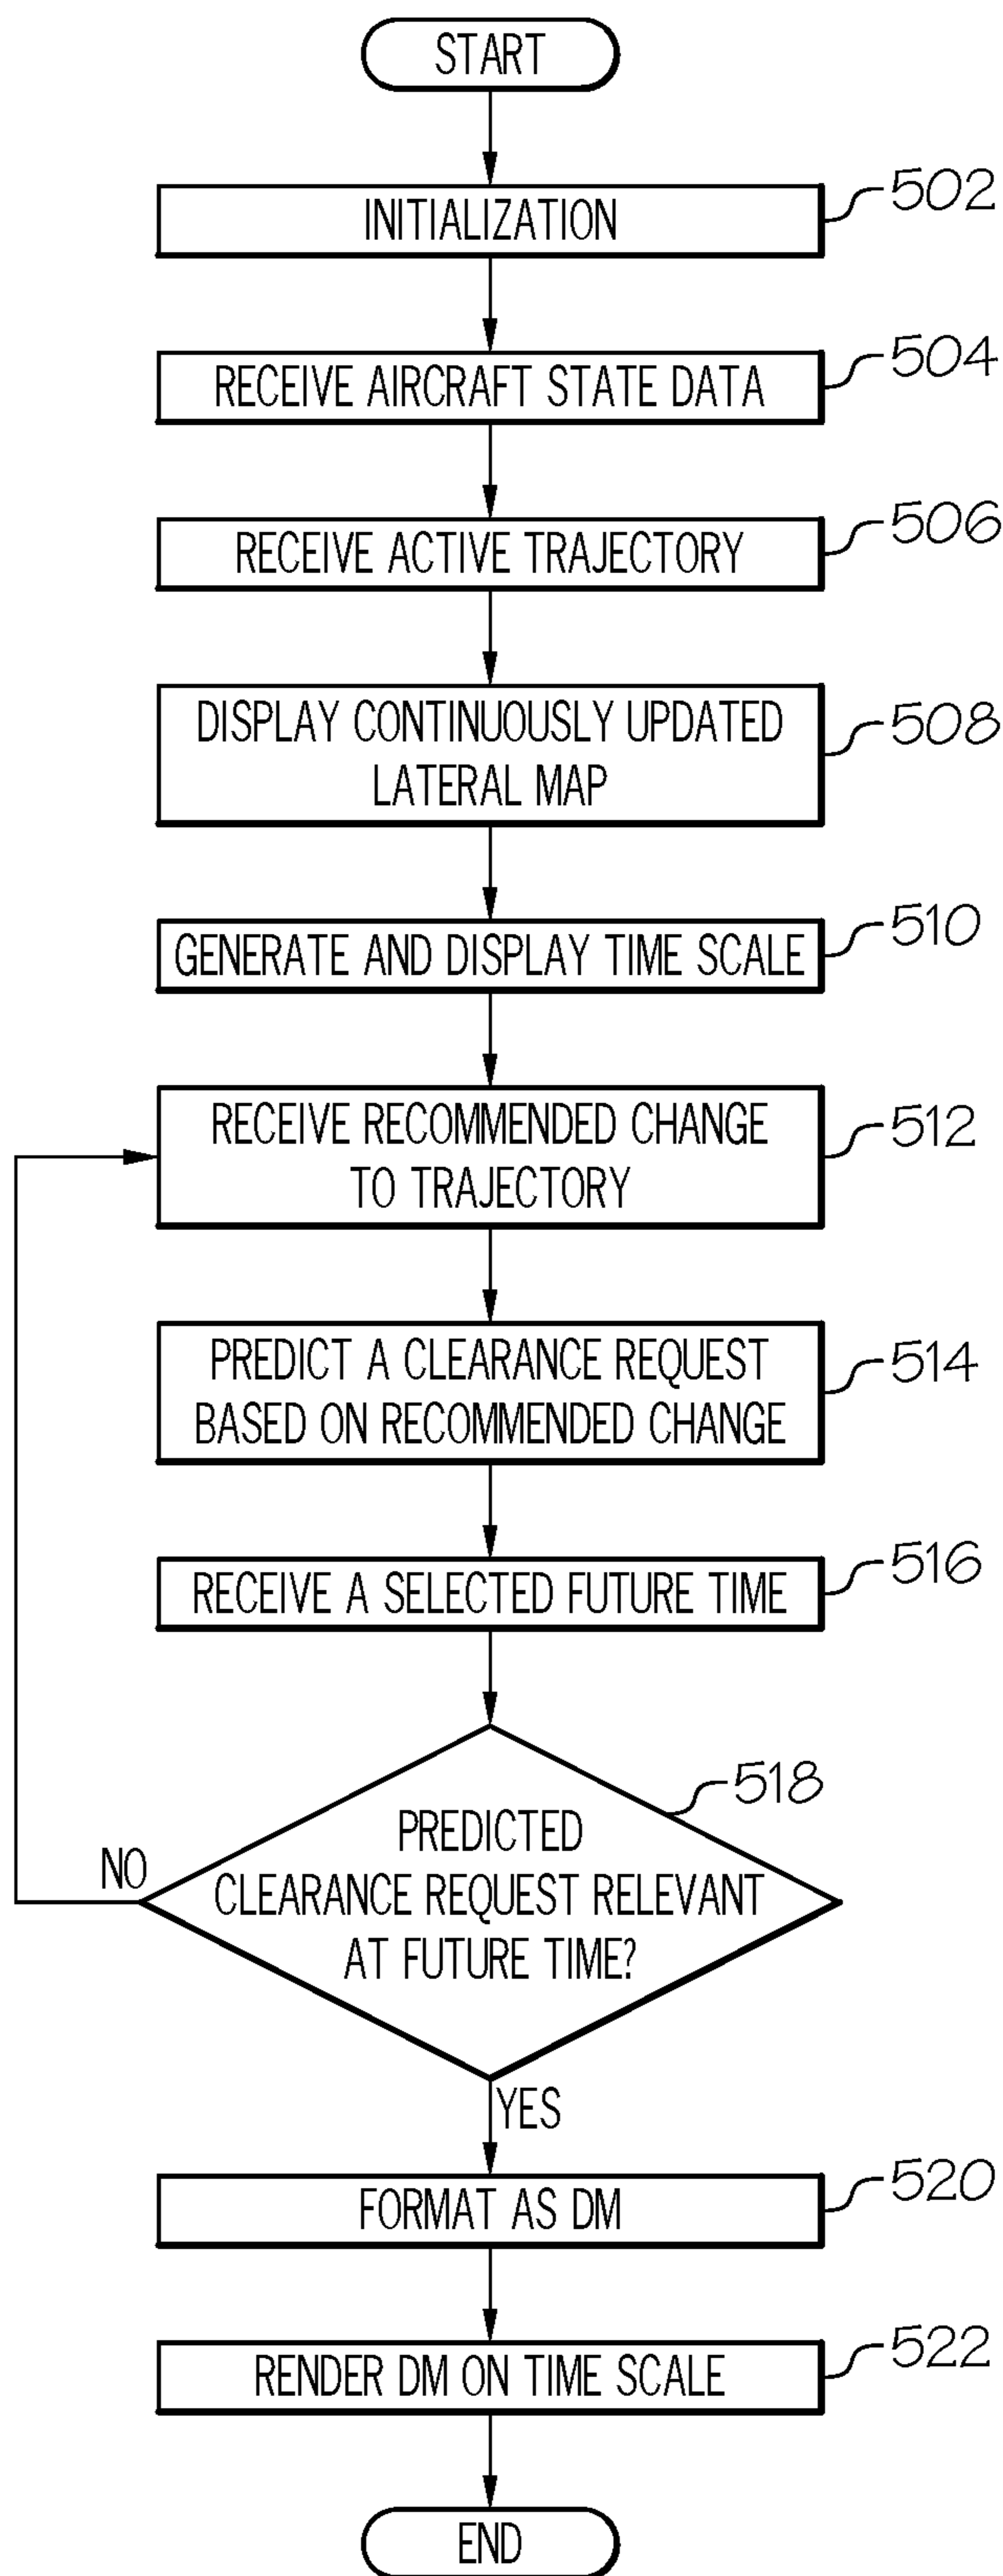 START
INITIALIZATION
502
RECEIVE AIRCRAFT STATE DATA
504
RECEIVE ACTIVE TRAJECTORY
506
DISPLAY CONTINUOUSLY UPDATED
LATERAL MAP
508
GENERATE AND DISPLAY TIME SCALE
510
RECEIVE RECOMMENDED CHANGE
TO TRAJECTORY
512
PREDICT A CLEARANCE REQUEST
BASED ON RECOMMENDED CHANGE
514
RECEIVE A SELECTED FUTURE TIME
516
518
PREDICTED
CLEARANCE REQUEST RELEVANT
AT FUTURE TIME?
NO
YES
FORMAT AS DM
520
RENDER DM ON TIME SCALE
522
END